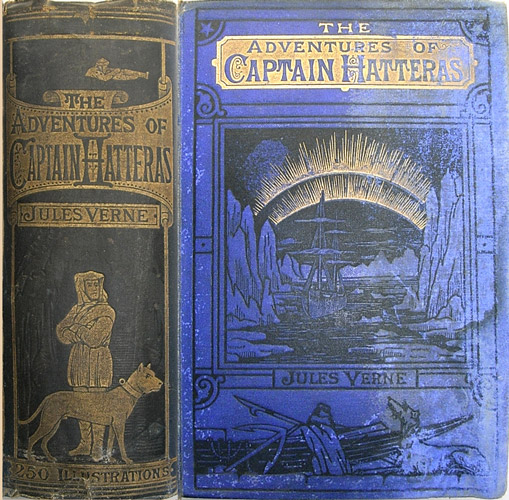 THE
ADVENTURES OF
CAPTAIN HATTERAS
JULES VERNE
250 ILLUSTRATIONS
THE
ADVENTURES OF
CAPTAIN HATTERAS
JULES VERNE